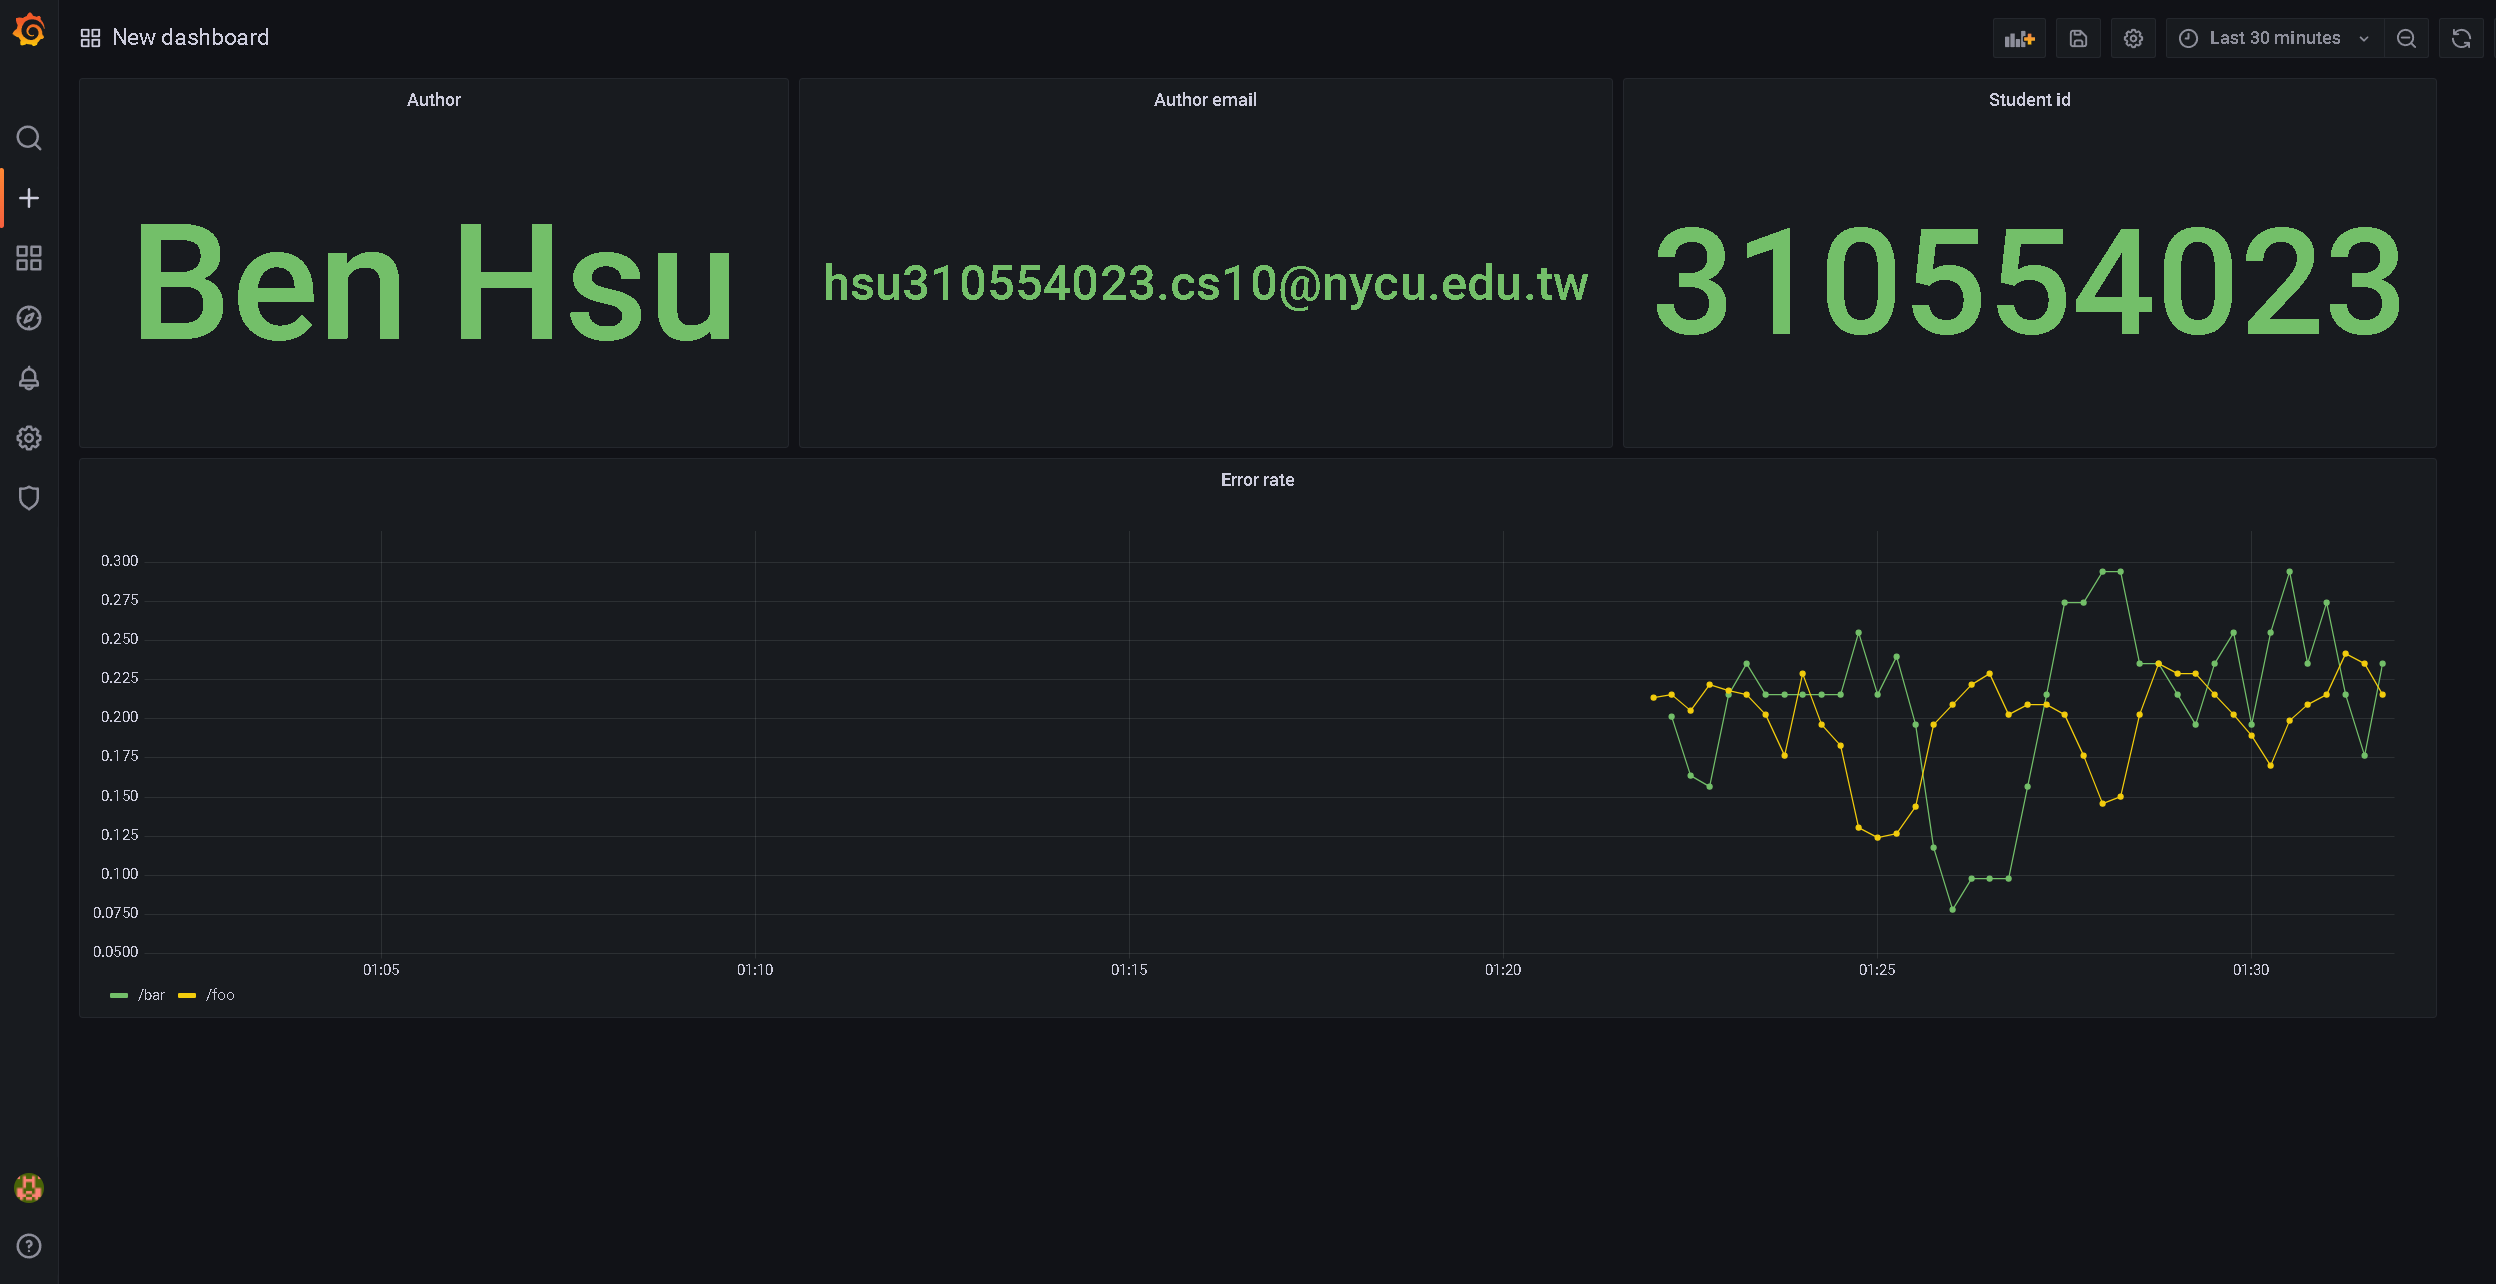 New dashboard
Last 30 minutes
Author
Author email
Student id
Ben Hsu
hsu310554023.cs10@nycu.edu.tw
310554023
Error rate
0.300
0.275
0.250
0.225
0.200
0.175
0.150
0.125
0.100
0.0750
0.0500
01:05 01:10 01:15 01:20 01:25 01:30
/bar /foo